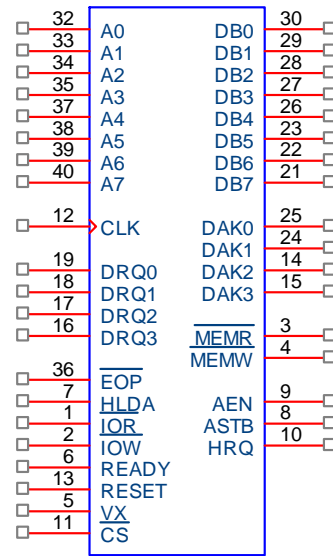 32 A0 DB0 30
33 A1 DB1 29
34 A2 DB2 28
35 A3 DB3 27
37 A4 DB4 26
38 A5 DB5 23
39 A6 DB6 22
40 A7 DB7 21
12 CLK DAK0 25
DAK1 24
19 DRQ0 DAK2 14
18 DRQ1 DAK3 15
17 DRQ2
16 DRQ3 MEMR 3
MEMW 4
36 EOP
7 HLDA AEN 9
1 IOR ASTB 8
2 IOW HRQ 10
6 READY
13 RESET
5 VX
11 CS